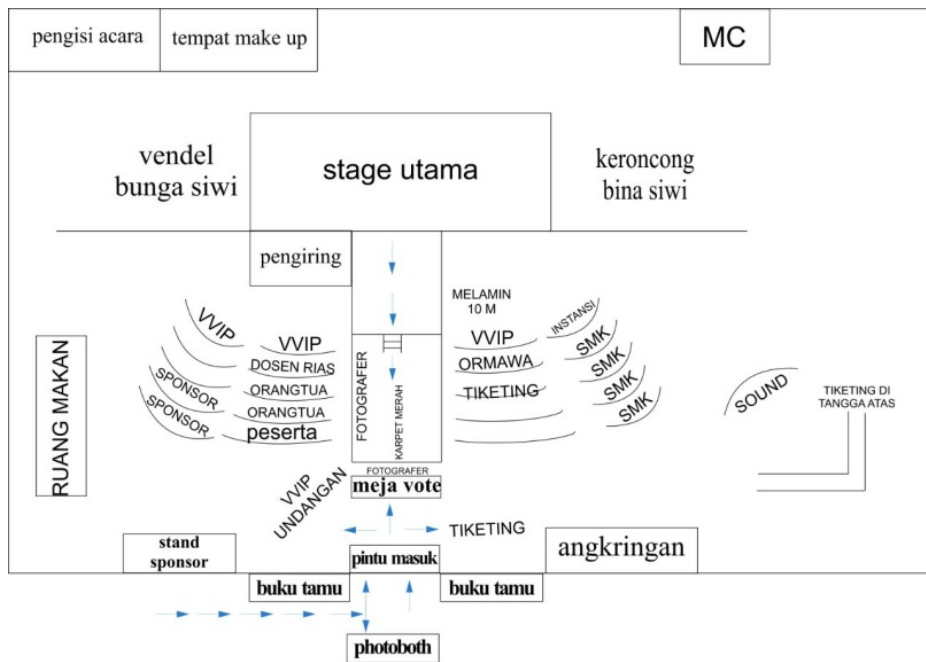 pengisi acara
tempat make up
MC
vendel
bunga siwi
stage utama
keroncong
bina siwi
pengiring
MELAMIN
10 M
VVIP
VVIP
DOSEN RIAS
SPONSOR
ORANGTUA
SPONSOR
ORANGTUA
peserta
FOTOGRAFER
KARPET MERAH
VVIP
INSTANSI
ORMAWA
SMK
TIKETING
SMK
SMK
SMK
RUANG MAKAN
SOUND
TIKETING DI
TANGGA ATAS
FOTOGRAFER
meja vote
VVIP
UNDANGAN
TIKETING
stand
sponsor
pintu masuk
angkringan
buku tamu
buku tamu
photoboth